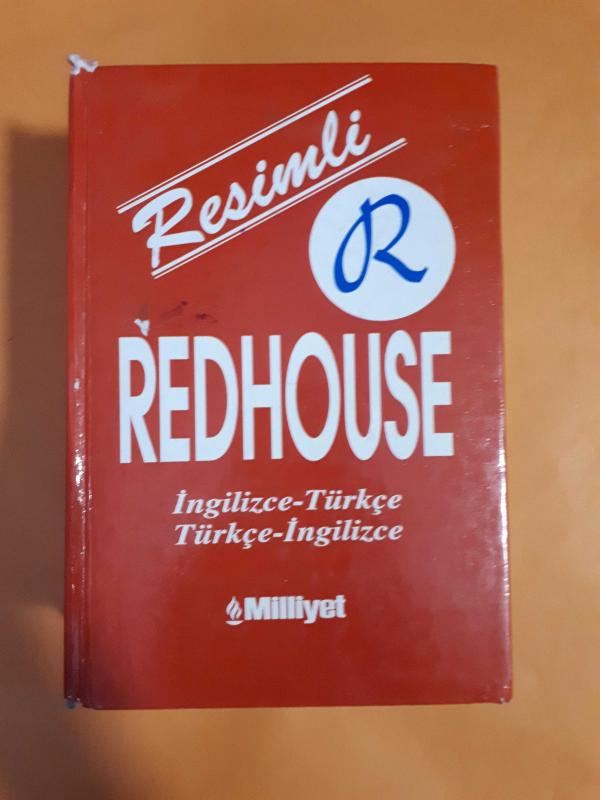 Resimli
R
REDHOUSE
İngilizce-Türkçe
Türkçe-İngilizce
Milliyet